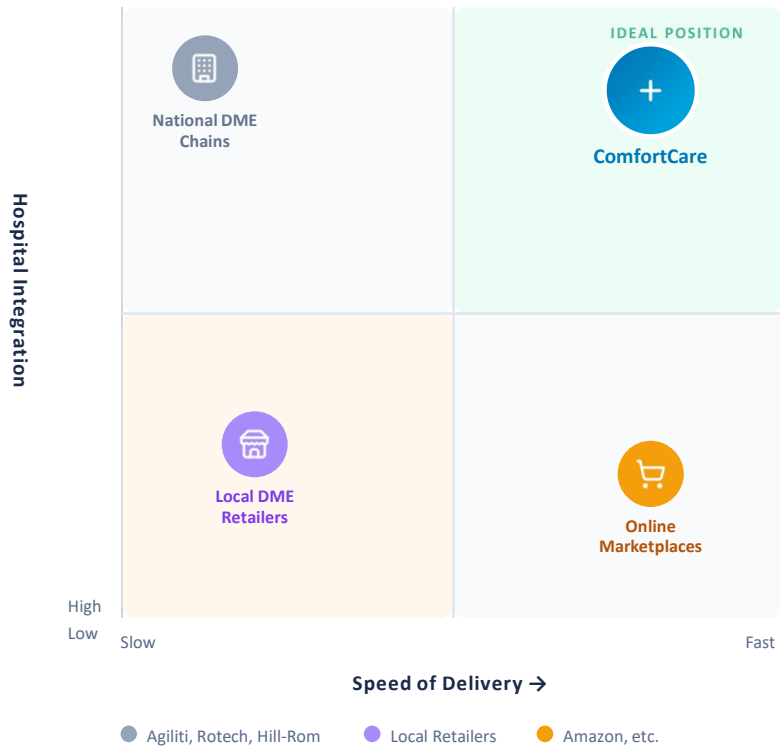 IDEAL POSITION
National DME
Chains
ComfortCare
Hospital Integration
Local DME
Retailers
Online
Marketplaces
High
Low
Slow
Fast
Speed of Delivery →
Agiliti, Rotech, Hill-Rom
Local Retailers
Amazon, etc.